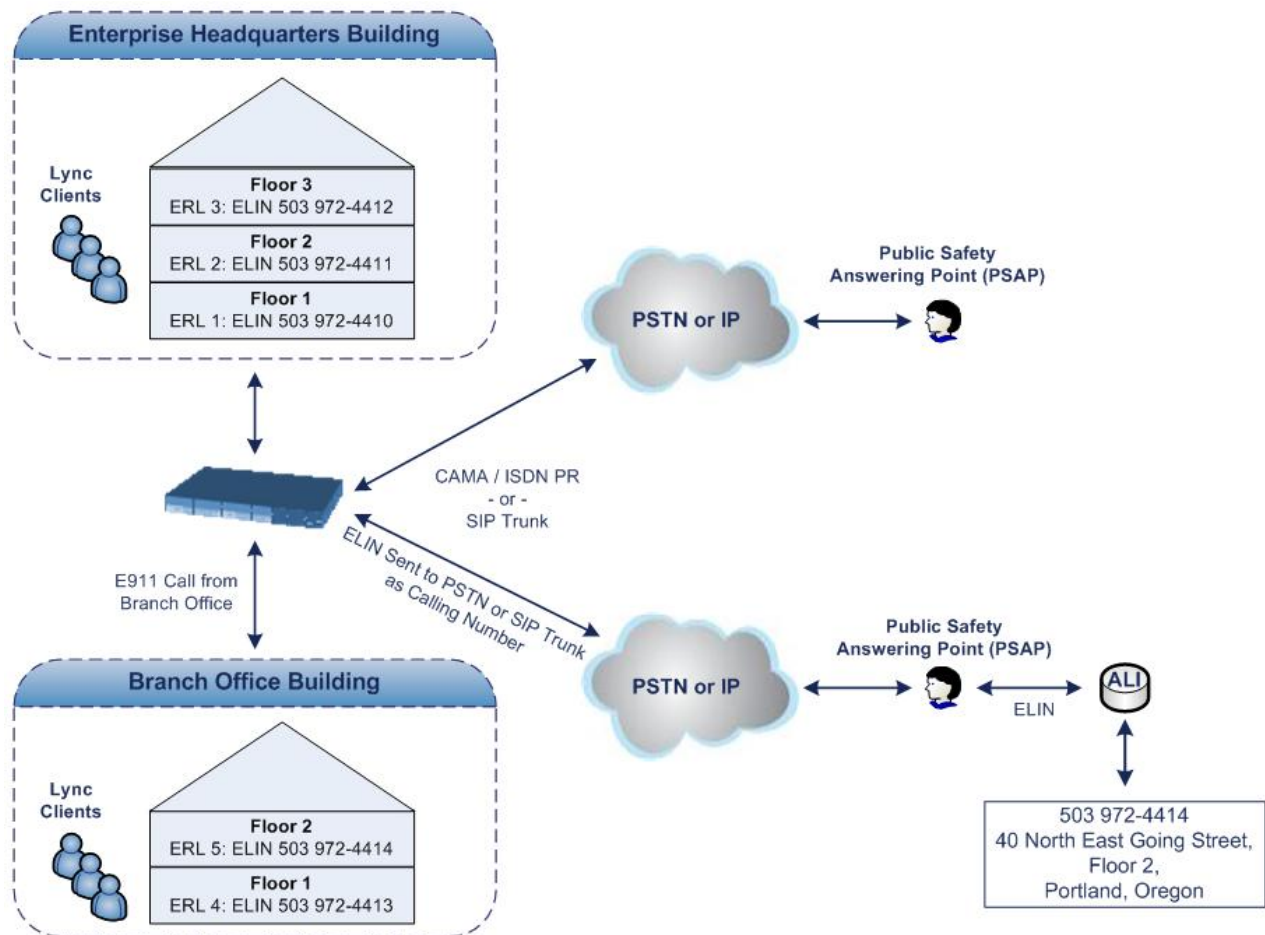 Enterprise Headquarters Building
Lync
Clients
Floor 3
ERL 3: ELIN 503 972-4412
Floor 2
ERL 2: ELIN 503 972-4411
Floor 1
ERL 1: ELIN 503 972-4410
PSTN or IP
Public Safety
Answering Point (PSAP)
CAMA / ISDN PR
- or -
SIP Trunk
E911 Call from
Branch Office
ELIN Sent to PSTN or SIP Trunk
as Calling Number
Branch Office Building
Lync
Clients
Floor 2
ERL 5: ELIN 503 972-4414
Floor 1
ERL 4: ELIN 503 972-4413
PSTN or IP
Public Safety
Answering Point (PSAP)
ELIN
ALI
503 972-4414
40 North East Going Street,
Floor 2,
Portland, Oregon